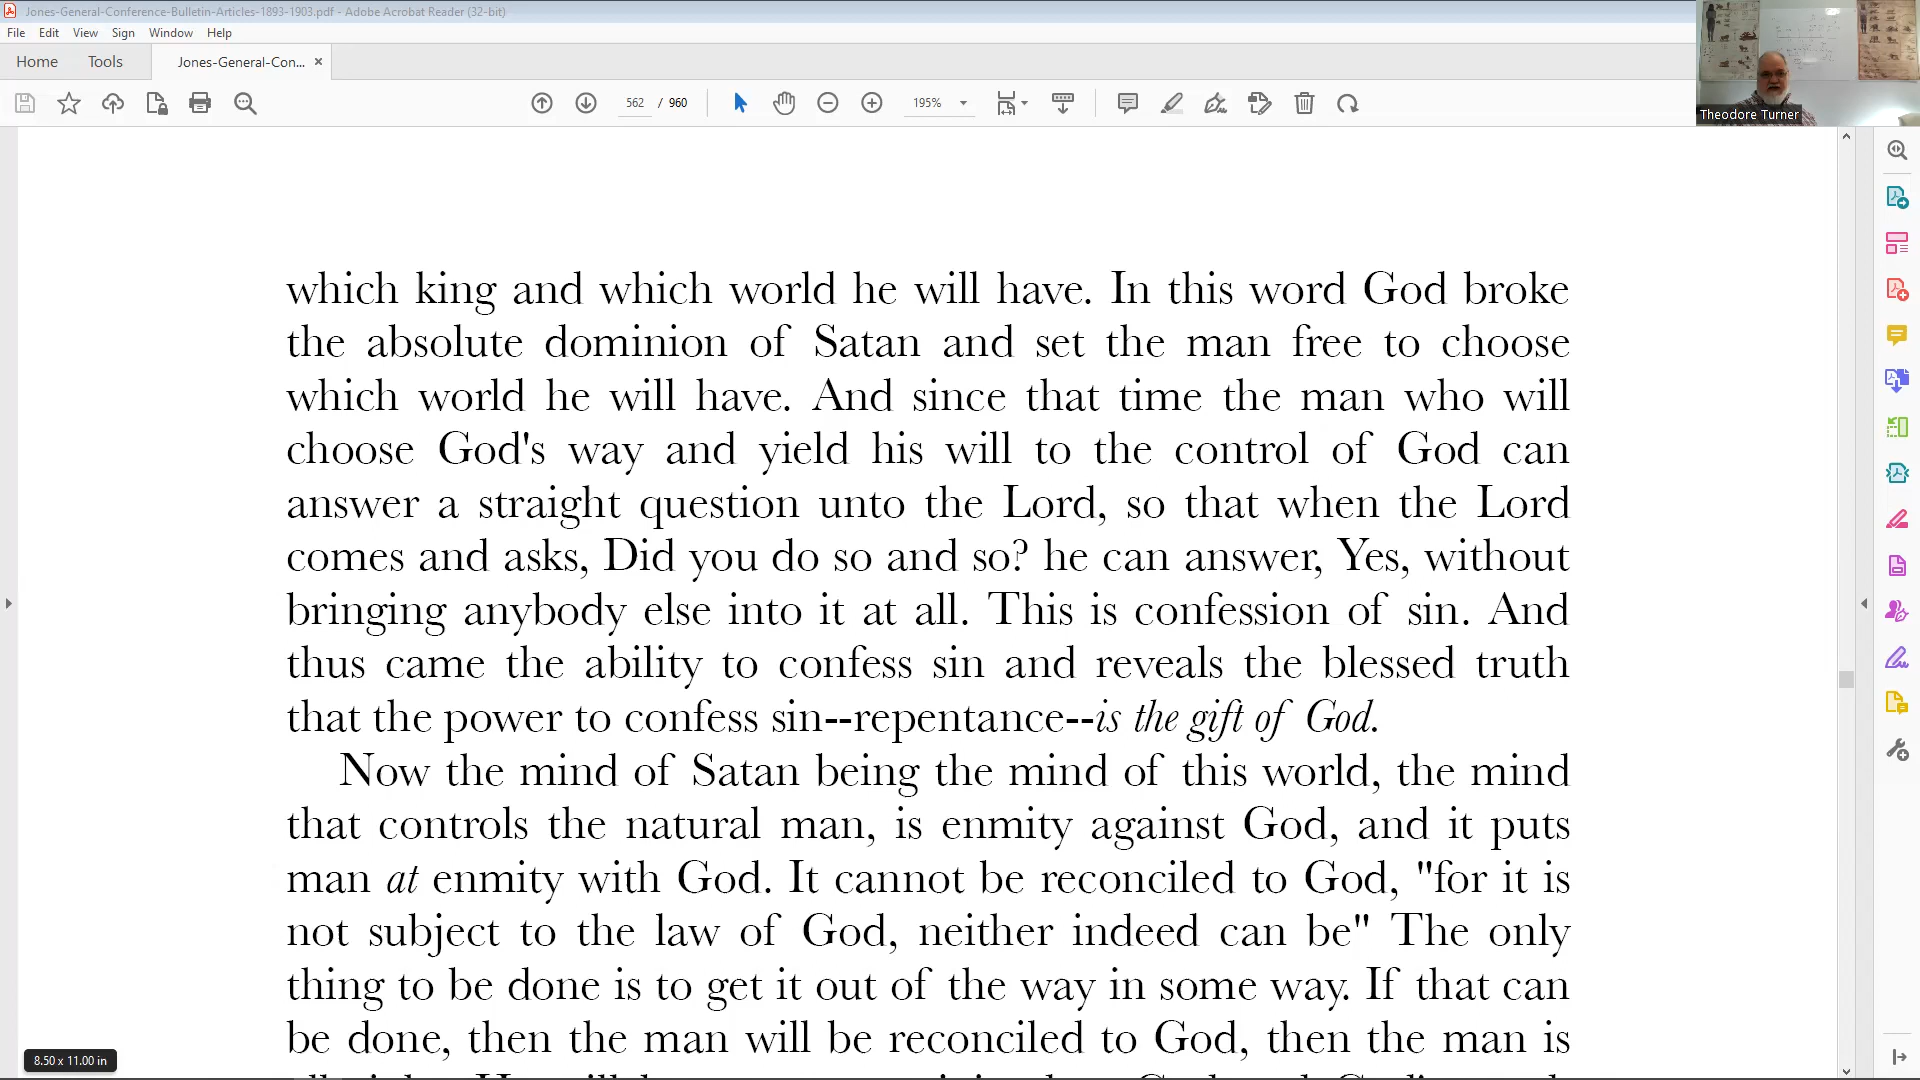 Jones-General-Conference-Bulletin-Articles-1893-1903.pdf - Adobe Acrobat Reader (32-bit)
File Edit View Sign Window Help
Home Tools Jones-General-Con... ×
562 / 960 195%
Theodore Turner
which king and which world he will have. In this word God broke
the absolute dominion of Satan and set the man free to choose
which world he will have. And since that time the man who will
choose God's way and yield his will to the control of God can
answer a straight question unto the Lord, so that when the Lord
comes and asks, Did you do so and so? he can answer, Yes, without
bringing anybody else into it at all. This is confession of sin. And
thus came the ability to confess sin and reveals the blessed truth
that the power to confess sin--repentance--is the gift of God.
Now the mind of Satan being the mind of this world, the mind
that controls the natural man, is enmity against God, and it puts
man at enmity with God. It cannot be reconciled to God, "for it is
not subject to the law of God, neither indeed can be" The only
thing to be done is to get it out of the way in some way. If that can
be done, then the man will be reconciled to God, then the man is
8.50 x 11.00 in